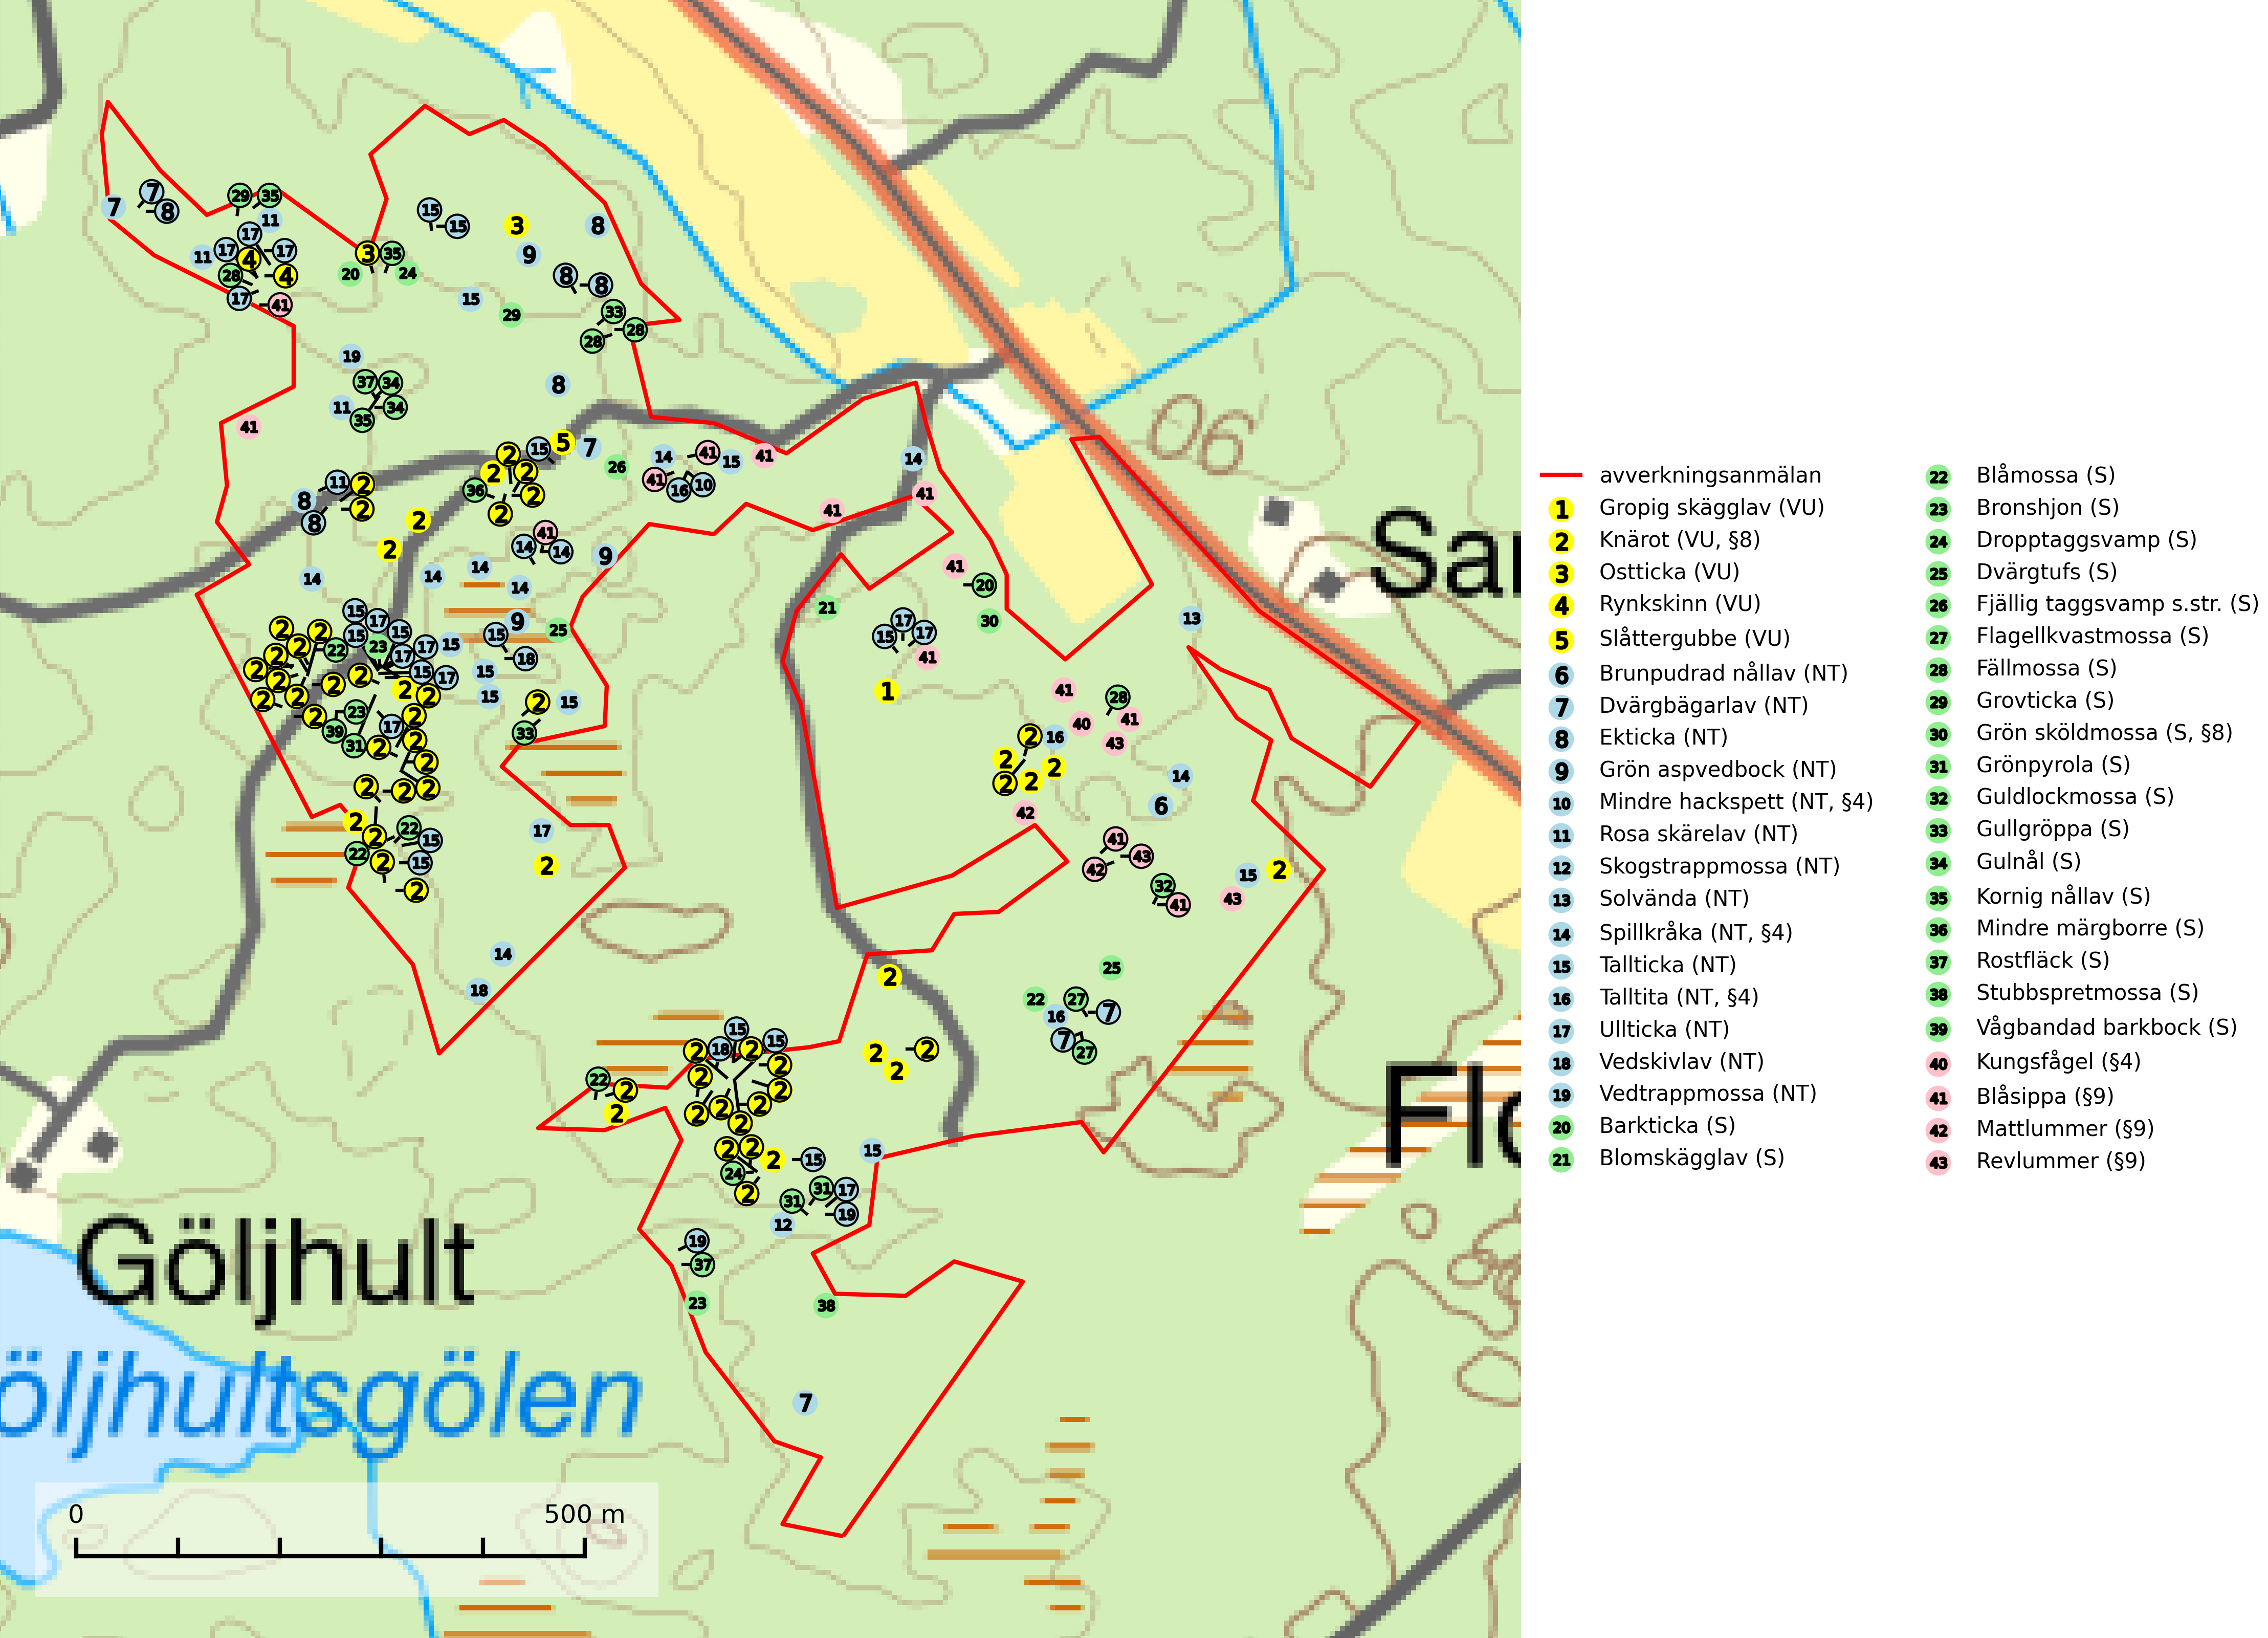 06
Sar
Flo
Göljhult
öljhultsgölen
0 500 m
avverkningsanmälan
1 Gropig skägglav (VU)
2 Knärot (VU, §8)
3 Ostticka (VU)
4 Rynkskinn (VU)
5 Slåttergubbe (VU)
6 Brunpudrad nållav (NT)
7 Dvärgbägarlav (NT)
8 Ekticka (NT)
9 Grön aspvedbock (NT)
10 Mindre hackspett (NT, §4)
11 Rosa skärelav (NT)
12 Skogstrappmossa (NT)
13 Solvända (NT)
14 Spillkråka (NT, §4)
15 Tallticka (NT)
16 Talltita (NT, §4)
17 Ullticka (NT)
18 Vedskivlav (NT)
19 Vedtrappmossa (NT)
20 Barkticka (S)
21 Blomskägglav (S)
22 Blåmossa (S)
23 Bronshjon (S)
24 Dropptaggsvamp (S)
25 Dvärgtufs (S)
26 Fjällig taggsvamp s.str. (S)
27 Flagellkvastmossa (S)
28 Fällmossa (S)
29 Grovticka (S)
30 Grön sköldmossa (S, §8)
31 Grönpyrola (S)
32 Guldlockmossa (S)
33 Gullgröppa (S)
34 Gulnål (S)
35 Kornig nållav (S)
36 Mindre märgborre (S)
37 Rostfläck (S)
38 Stubbspretmossa (S)
39 Vågbandad barkbock (S)
40 Kungsfågel (§4)
41 Blåsippa (§9)
42 Mattlummer (§9)
43 Revlummer (§9)